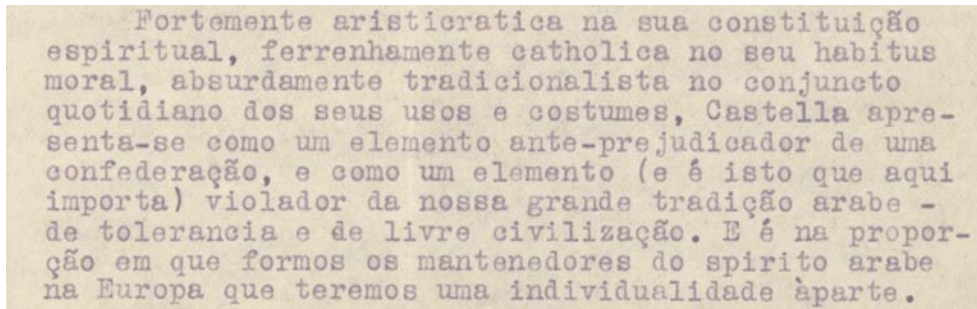 Fortemente aristicratica na sua constituição
espiritual, ferrenhamente catholica no seu habitus
moral, absurdamente tradicionalista no conjuncto
quotidiano dos seus usos e costumes, Castella apre-
senta-se como um elemento ante-prejudicador de uma
confederação, e como um elemento (e é isto que aqui
importa) violador da nossa grande tradição arabe -
de tolerancia e de livre civilização. E é na propor-
ção em que formos os mantenedores do spirito arabe
na Europa que teremos uma individualidade àparte.